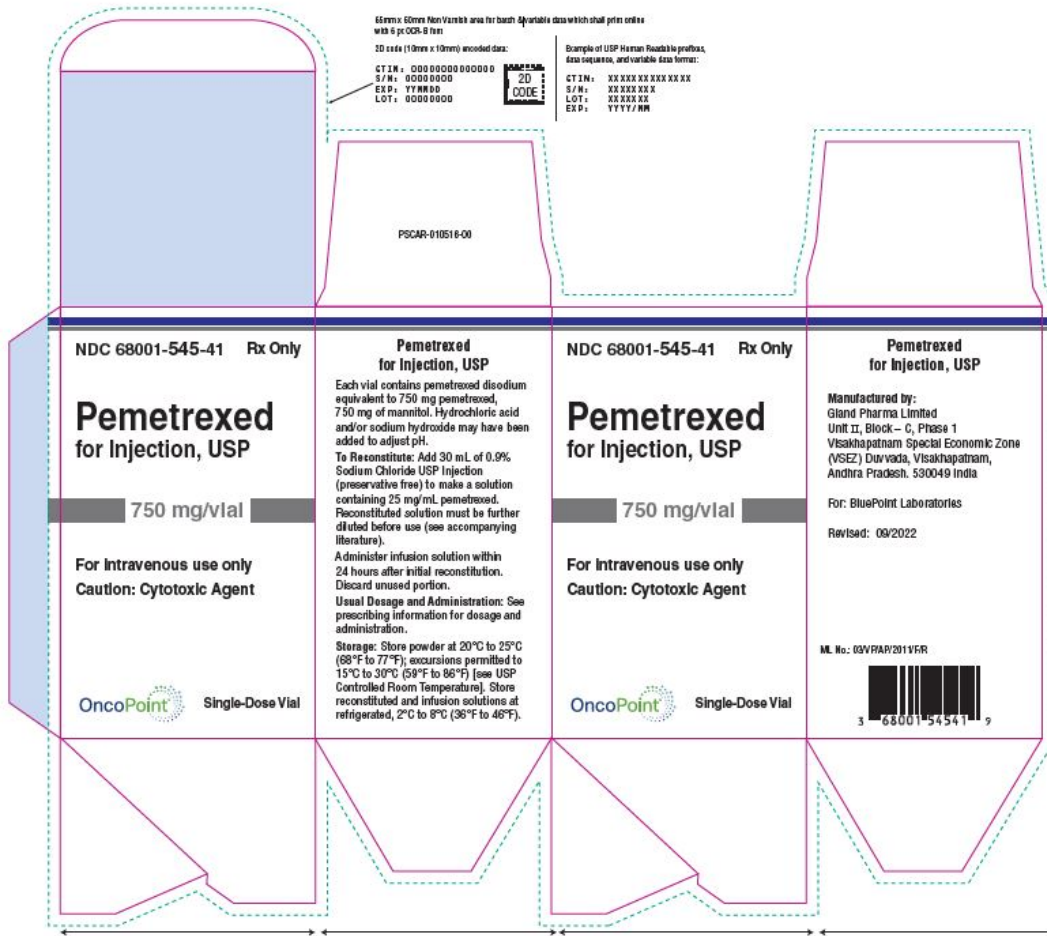 65mm x 50mm Non Varnish area for batch & variable data which shall print online
with 6 pt OCR-B font
2D code (10mm x 10mm) encoded data:
GTIN: 00000000000000
S/N: 00000000
EXP: YYMMDD
LOT: 0000000
2D
CODE
Example of USP Human Readable prefixes,
data sequence, and variable data format:
GTIN: XXXXXXXXXXXXXX
S/N: XXXXXXXX
LOT: XXXXXXX
EXP: YYYY/MM
PSCAR-010516-00
NDC 68001-545-41 Rx Only
Pemetrexed
for Injection, USP
750 mg/vial
For Intravenous use only
Caution: Cytotoxic Agent
OncoPoint Single-Dose Vial
Pemetrexed
for Injection, USP
Each vial contains pemetrexed disodium
equivalent to 750 mg pemetrexed,
750 mg of mannitol. Hydrochloric acid
and/or sodium hydroxide may have been
added to adjust pH.
To Reconstitute: Add 30 mL of 0.9%
Sodium Chloride USP Injection
(preservative free) to make a solution
containing 25 mg/mL pemetrexed.
Reconstituted solution must be further
diluted before use (see accompanying
literature).
Administer infusion solution within
24 hours after initial reconstitution.
Discard unused portion.
Usual Dosage and Administration: See
prescribing information for dosage and
administration.
Storage: Store powder at 20°C to 25°C
(68°F to 77°F); excursions permitted to
15°C to 30°C (59°F to 86°F) [see USP
Controlled Room Temperature]. Store
reconstituted and infusion solutions at
refrigerated, 2°C to 8°C (36°F to 46°F).
NDC 68001-545-41 Rx Only
Pemetrexed
for Injection, USP
750 mg/vial
For Intravenous use only
Caution: Cytotoxic Agent
OncoPoint Single-Dose Vial
Pemetrexed
for Injection, USP
Manufactured by:
Gland Pharma Limited
Unit II, Block – C, Phase 1
Visakhapatnam Special Economic Zone
(VSEZ) Duvvada, Visakhapatnam,
Andhra Pradesh. 530049 India
For: BluePoint Laboratories
Revised: 09/2022
ML No.: 03/VP/AP/2011/F/R
3 68001 54541 9